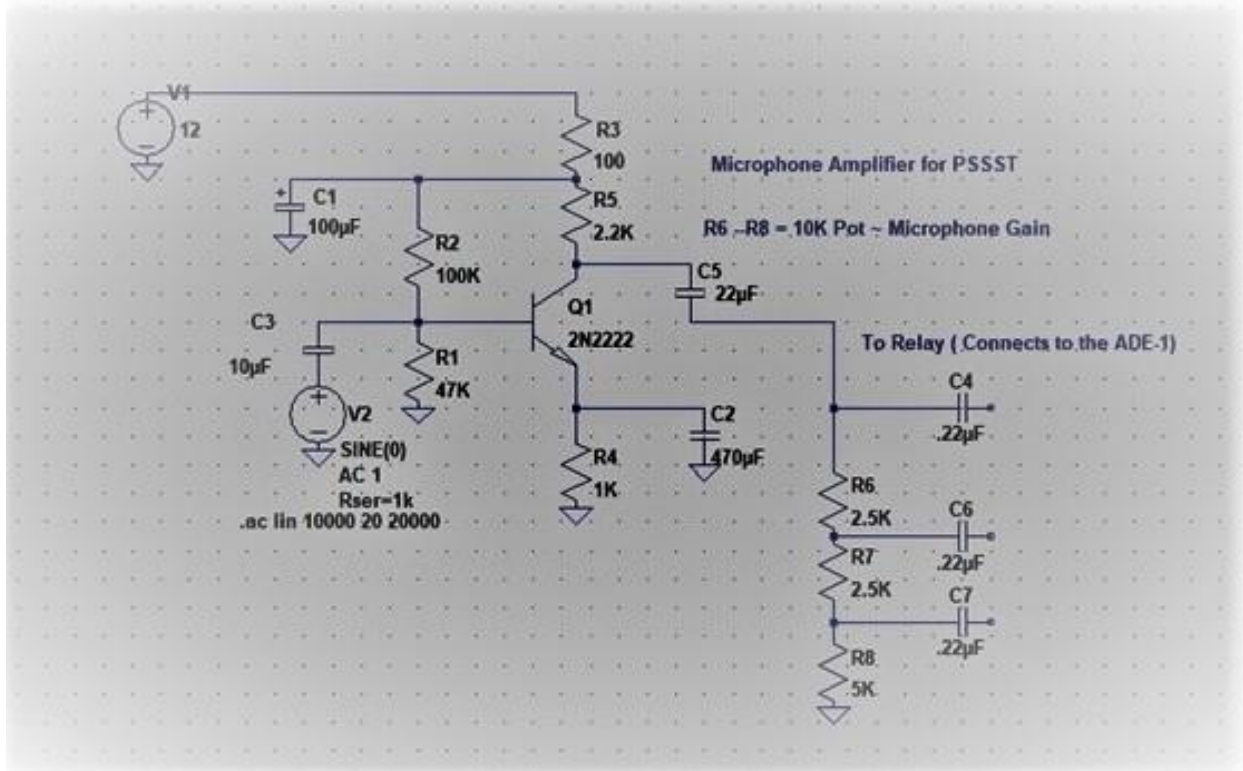 V1
12
R3
100
Microphone Amplifier for PSSST
C1
100µF
R5
2.2K
R6 -R8 = 10K Pot ~ Microphone Gain
R2
100K
C5
22µF
Q1
2N2222
C3
10µF
To Relay ( Connects to the ADE-1)
R1
47K
C4
.22µF
V2
C2
470µF
SINE(0)
AC 1
Rser=1k
.ac lin 10000 20 20000
R4
1K
R6
2.5K
C6
.22µF
R7
2.5K
C7
.22µF
R8
5K